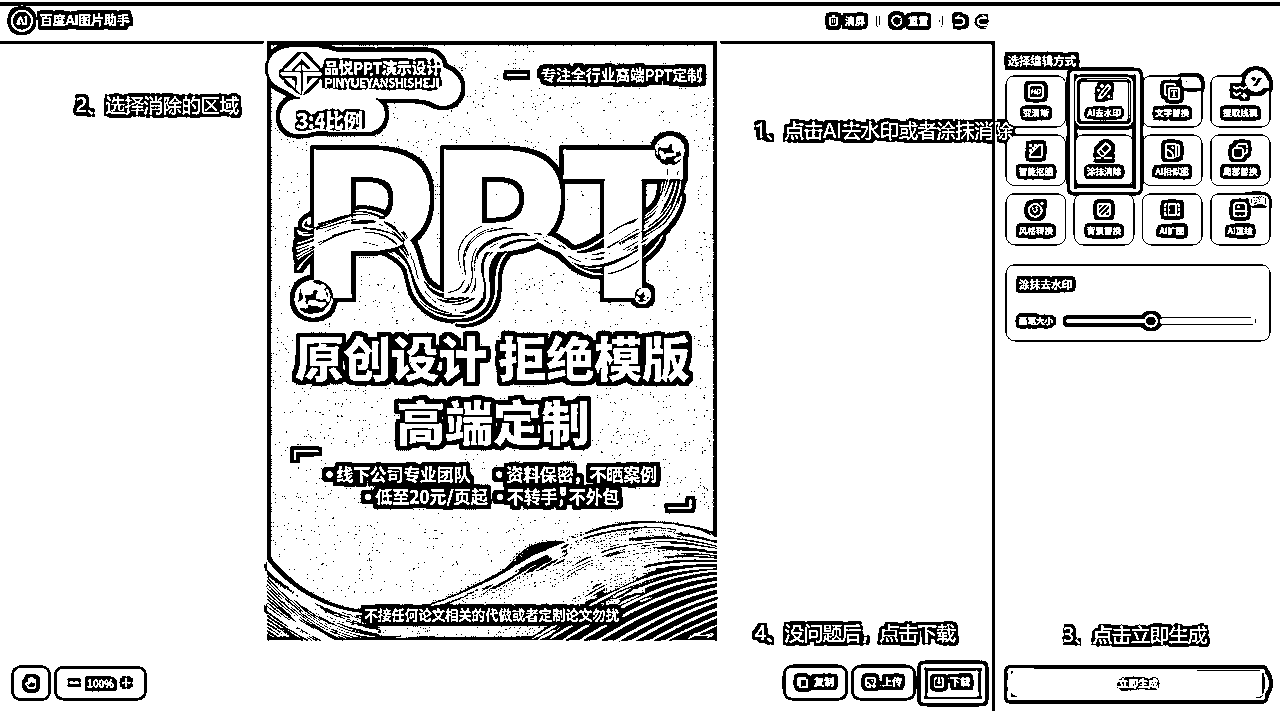 百度AI图片助手
清屏
重置
品悦PPT演示设计
PINYUEYANSHISHEJI
专注全行业高端PPT定制
3:4比例
PPT
原创设计 拒绝模版
高端定制
•线下公司专业团队 •资料保密，不晒案例
•低至20元/页起 •不转手，不外包
不接任何论文相关的代做或者定制论文勿扰
2、选择消除的区域
1、点击AI去水印或者涂抹消除
选择编辑方式
变清晰 AI去水印 文字替换 提取线稿
智能抠图 涂抹消除 AI相似图 局部替换
风格转换 背景替换 AI扩图 AI重绘
涂抹去水印
画笔大小
4、没问题后，点击下载
3、点击立即生成
100%
复制 上传 下载
立即生成